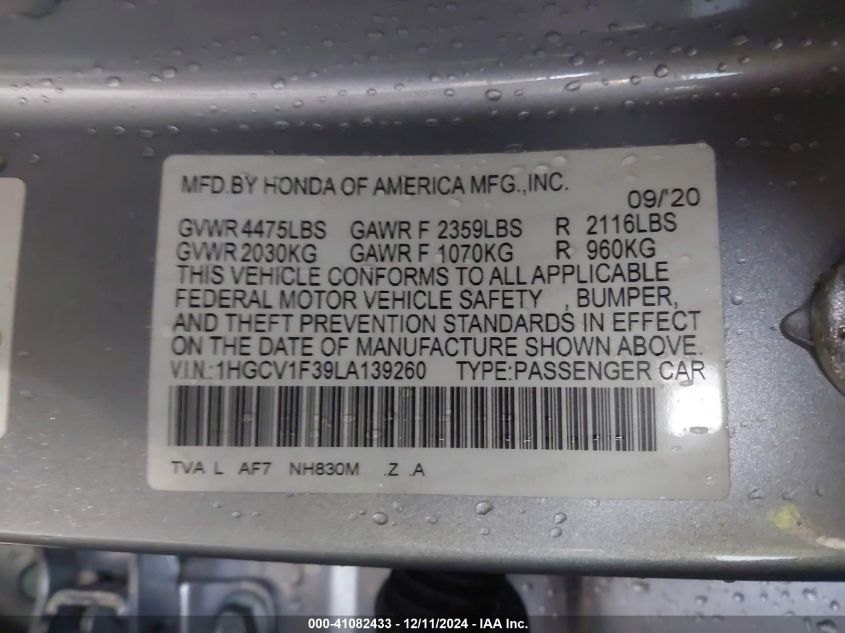 MFD.BY HONDA OF AMERICA MFG.,INC.
09/'20
GVWR 4475LBS GAWR F 2359LBS R 2116LBS
GVWR 2030KG GAWR F 1070KG R 960KG
THIS VEHICLE CONFORMS TO ALL APPLICABLE
FEDERAL MOTOR VEHICLE SAFETY , BUMPER,
AND THEFT PREVENTION STANDARDS IN EFFECT
ON THE DATE OF MANUFACTURE SHOWN ABOVE.
V.I.N.:1HGCV1F39LA139260 TYPE:PASSENGER CAR
TVA L AF7 NH830M .Z .A
000-41082433 - 12/11/2024 - IAA Inc.